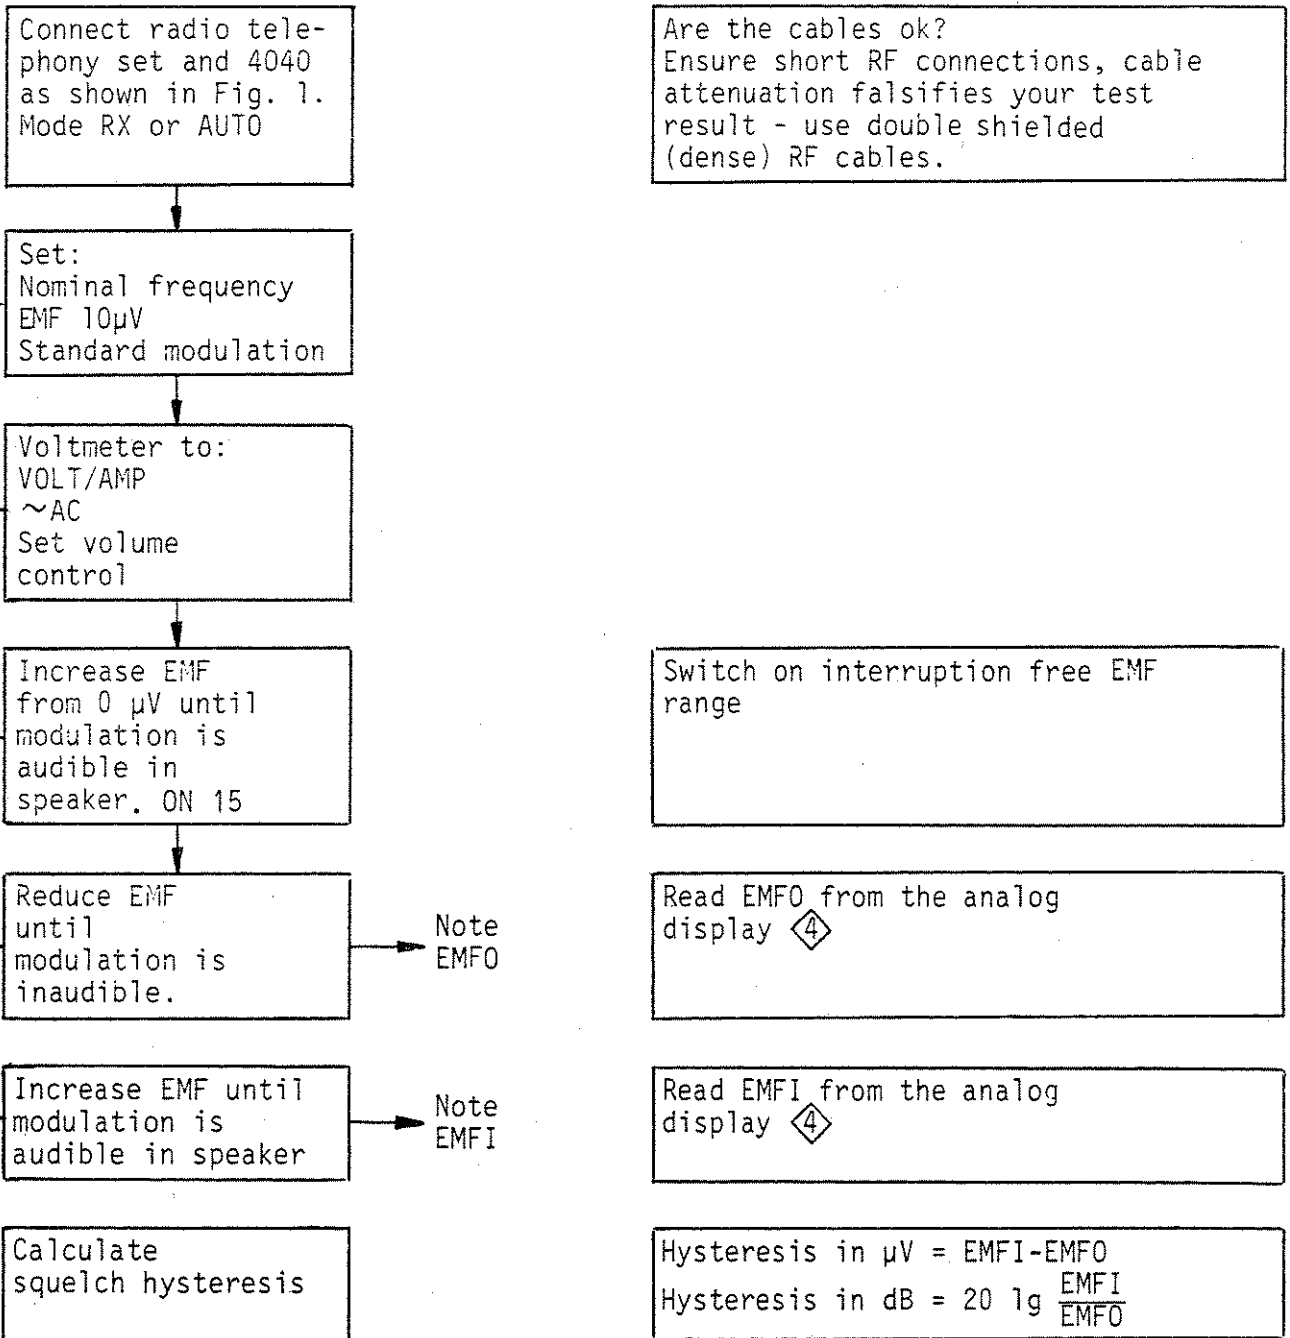 Connect radio tele-
phony set and 4040
as shown in Fig. 1.
Mode RX or AUTO
Are the cables ok?
Ensure short RF connections, cable
attenuation falsifies your test
result - use double shielded
(dense) RF cables.
Set:
Nominal frequency
EMF 10µV
Standard modulation
Voltmeter to:
VOLT/AMP
~AC
Set volume
control
Increase EMF
from 0 µV until
modulation is
audible in
speaker. ON 15
Switch on interruption free EMF
range
Reduce EMF
until
modulation is
inaudible.
Note
EMFO
Read EMFO from the analog
display 4
Increase EMF until
modulation is
audible in speaker
Note
EMFI
Read EMFI from the analog
display 4
Calculate
squelch hysteresis
Hysteresis in µV = EMFI-EMFO
Hysteresis in dB = 20 lg EMFI/EMFO